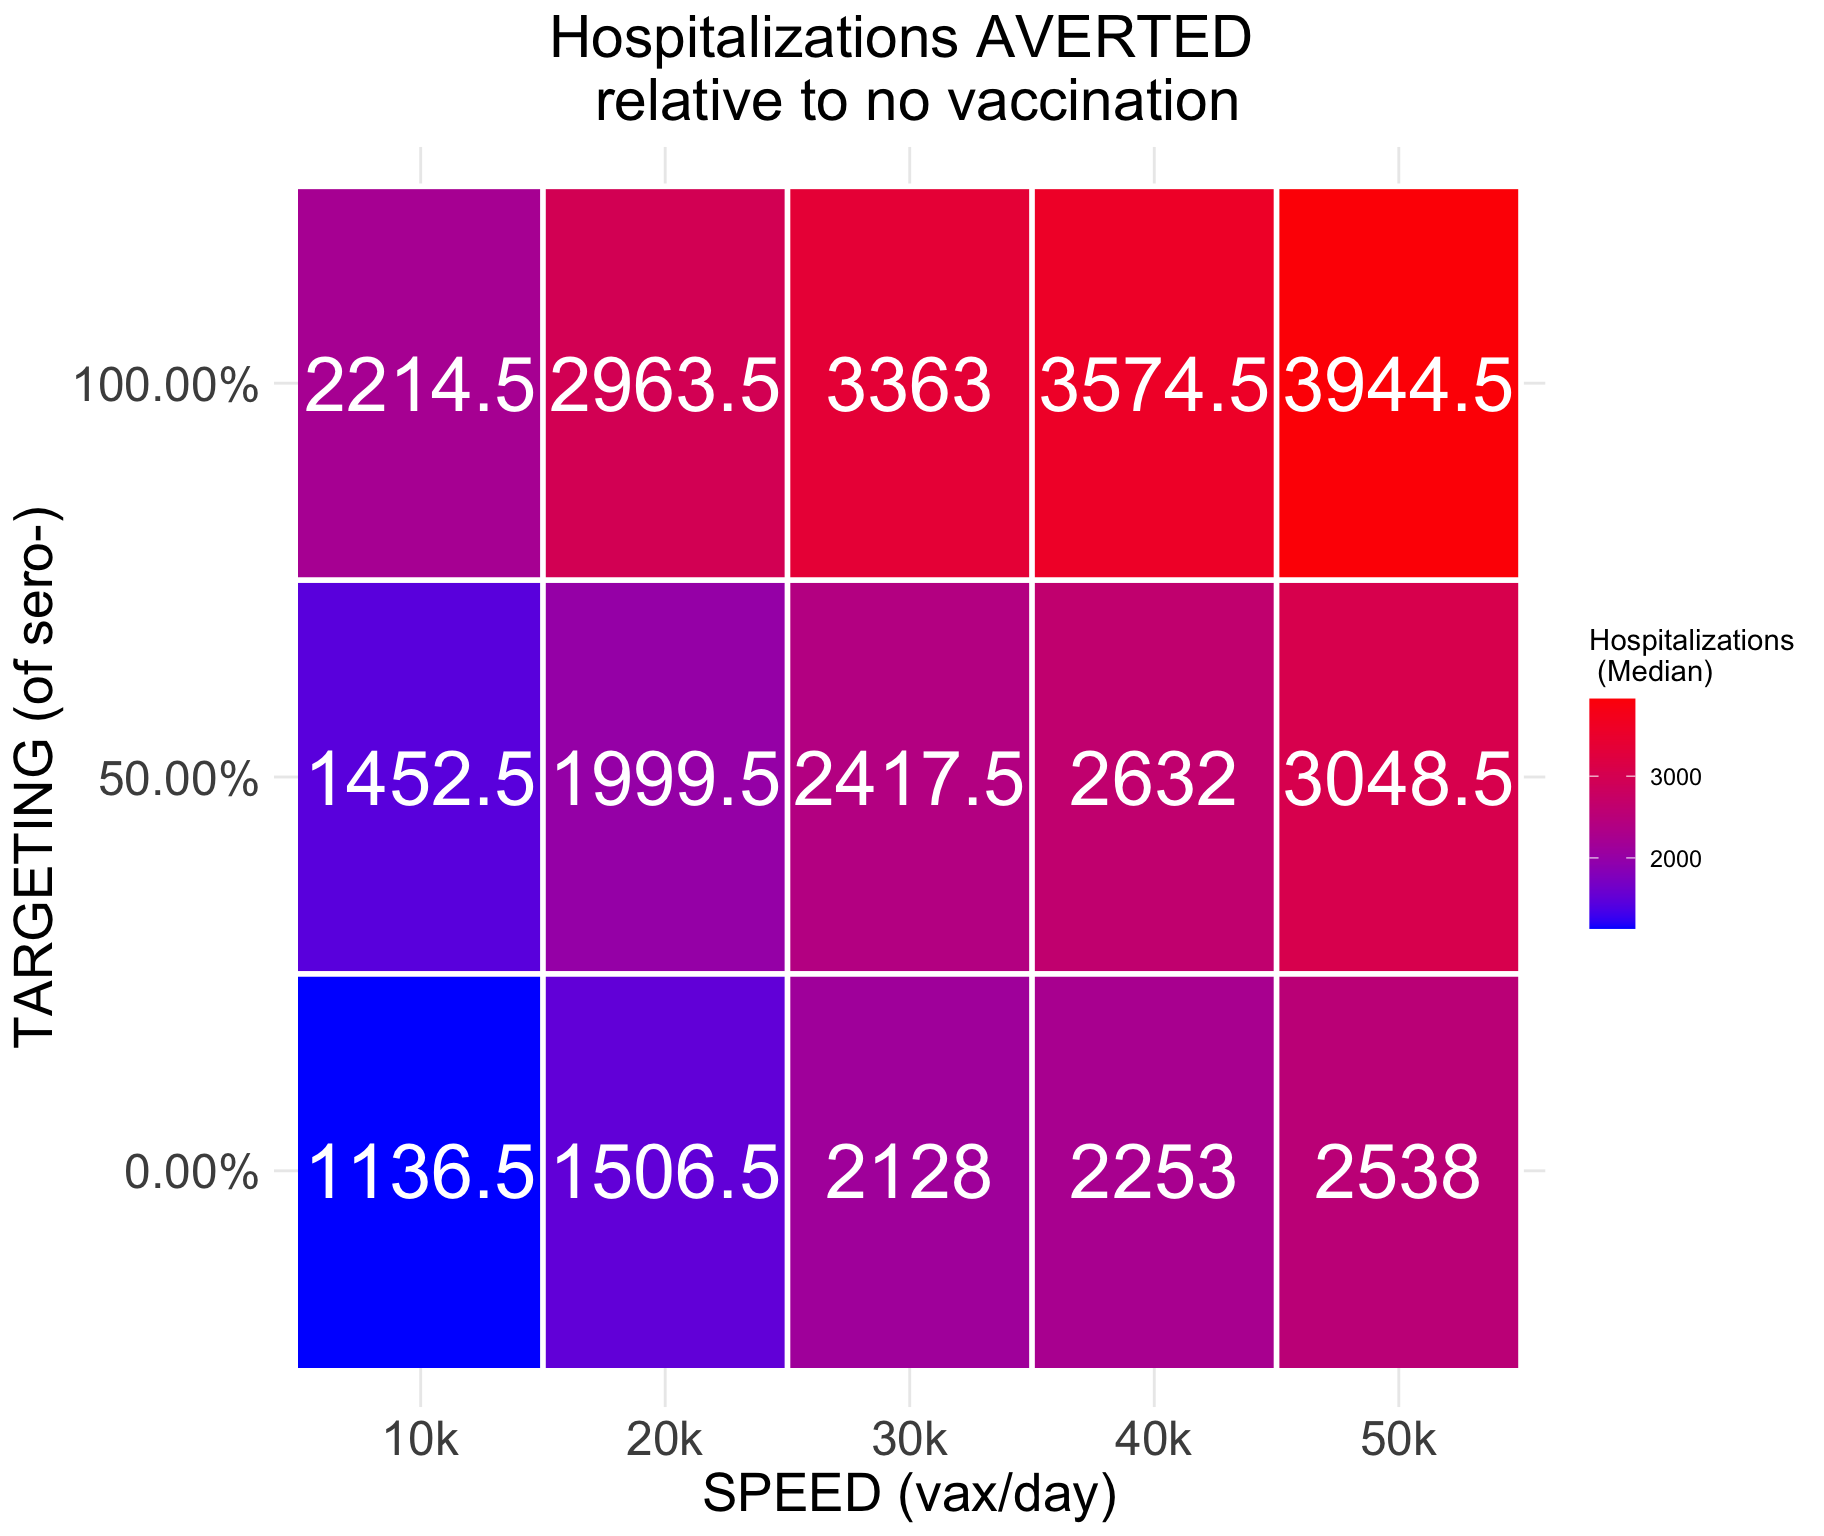 Hospitalizations AVERTED
relative to no vaccination
TARGETING (of sero-)
100.00%
2214.5 2963.5 3363 3574.5 3944.5
50.00%
1452.5 1999.5 2417.5 2632 3048.5
0.00%
1136.5 1506.5 2128 2253 2538
10k 20k 30k 40k 50k
SPEED (vax/day)
Hospitalizations
(Median)
3000
2000